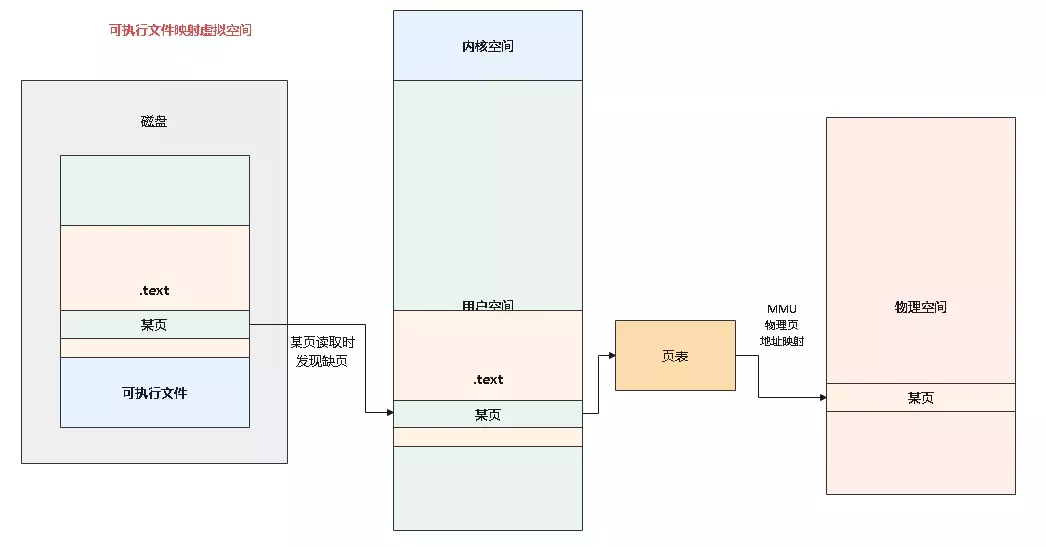 可执行文件映射虚拟空间
磁盘
.text
某页
可执行文件
某页读取时
发现缺页
内核空间
用户空间
.text
某页
页表
MMU
物理页
地址映射
物理空间
某页